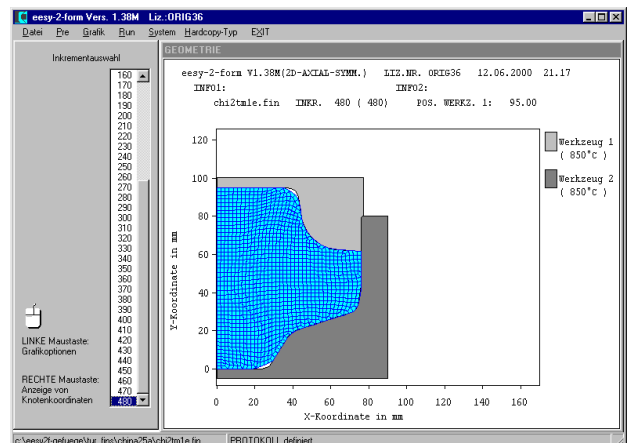 eesy-2-form Vers. 1.38M Liz.:ORIG36
Datei Pre Grafik Run System Hardcopy-Typ EXIT
Inkrementauswahl
160
170
180
190
200
210
220
230
240
250
260
270
280
290
300
310
320
330
340
350
360
370
380
390
400
410
420
430
440
450
460
470
480
LINKE Maustaste:
Grafikoptionen
RECHTE Maustaste:
Anzeige von
Knotenkoordinaten
GEOMETRIE
eesy-2-form V1.38M(2D-AXIAL-SYMM.) LIZ.NR. ORIG36 12.06.2000 21.17
INFO1: INFO2:
chi2tm1e.fin INKR. 480 ( 480) POS. WERKZ. 1: 95.00
Werkzeug 1
( 850°C )
Werkzeug 2
( 850°C )
120
100
80
60
40
20
0
Y-Koordinate in mm
0 20 40 60 80 100 120 140 160
X-Koordinate in mm
c:\eesy2f-gefuege\tur_fins\china25a\chi2tm1e.fin PROTOKOLL definiert